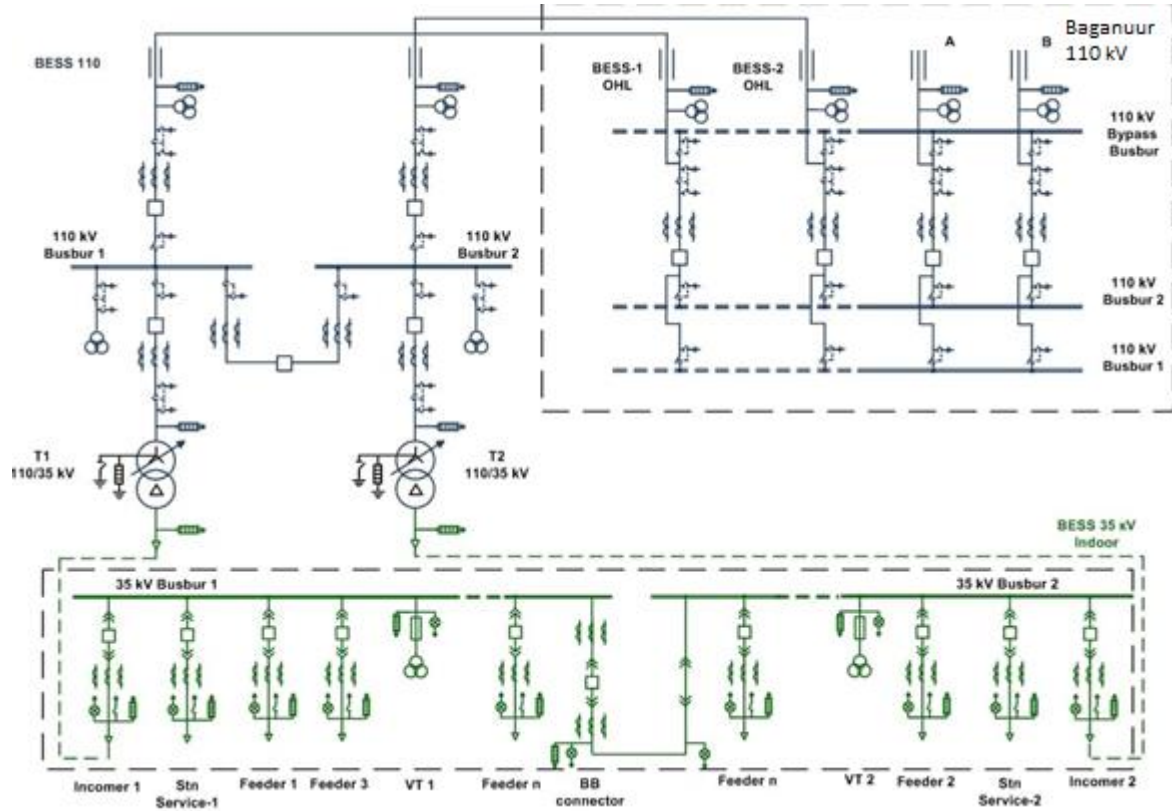 Baganuur
110 kV
BESS 110
BESS-1
OHL
BESS-2
OHL
A
B
110 kV
Bypass
Busbur
110 kV
Busbur 1
110 kV
Busbur 2
110 kV
Busbur 2
110 kV
Busbur 1
T1
110/35 kV
T2
110/35 kV
BESS 35 kV
Indoor
35 kV Busbur 1
35 kV Busbur 2
Incomer 1
Stn
Service-1
Feeder 1
Feeder 3
VT 1
Feeder n
BB
connector
Feeder n
VT 2
Feeder 2
Stn
Service-2
Incomer 2